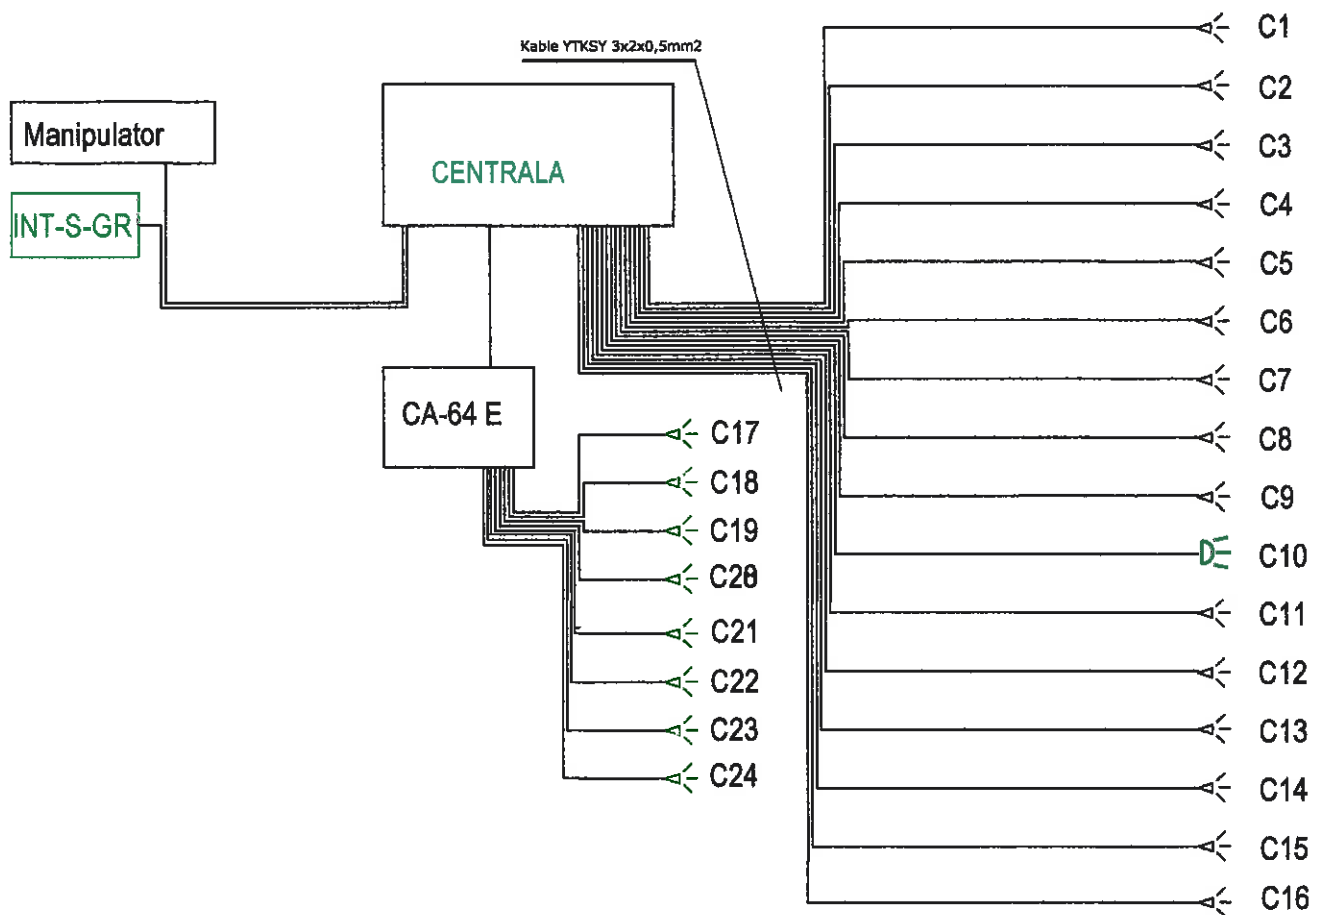 Kable YTKSY 3x2x0,5mm2
Manipulator
INT-S-GR
CENTRALA
CA-64 E
C1
C2
C3
C4
C5
C6
C7
C8
C9
C10
C11
C12
C13
C14
C15
C16
C17
C18
C19
C20
C21
C22
C23
C24